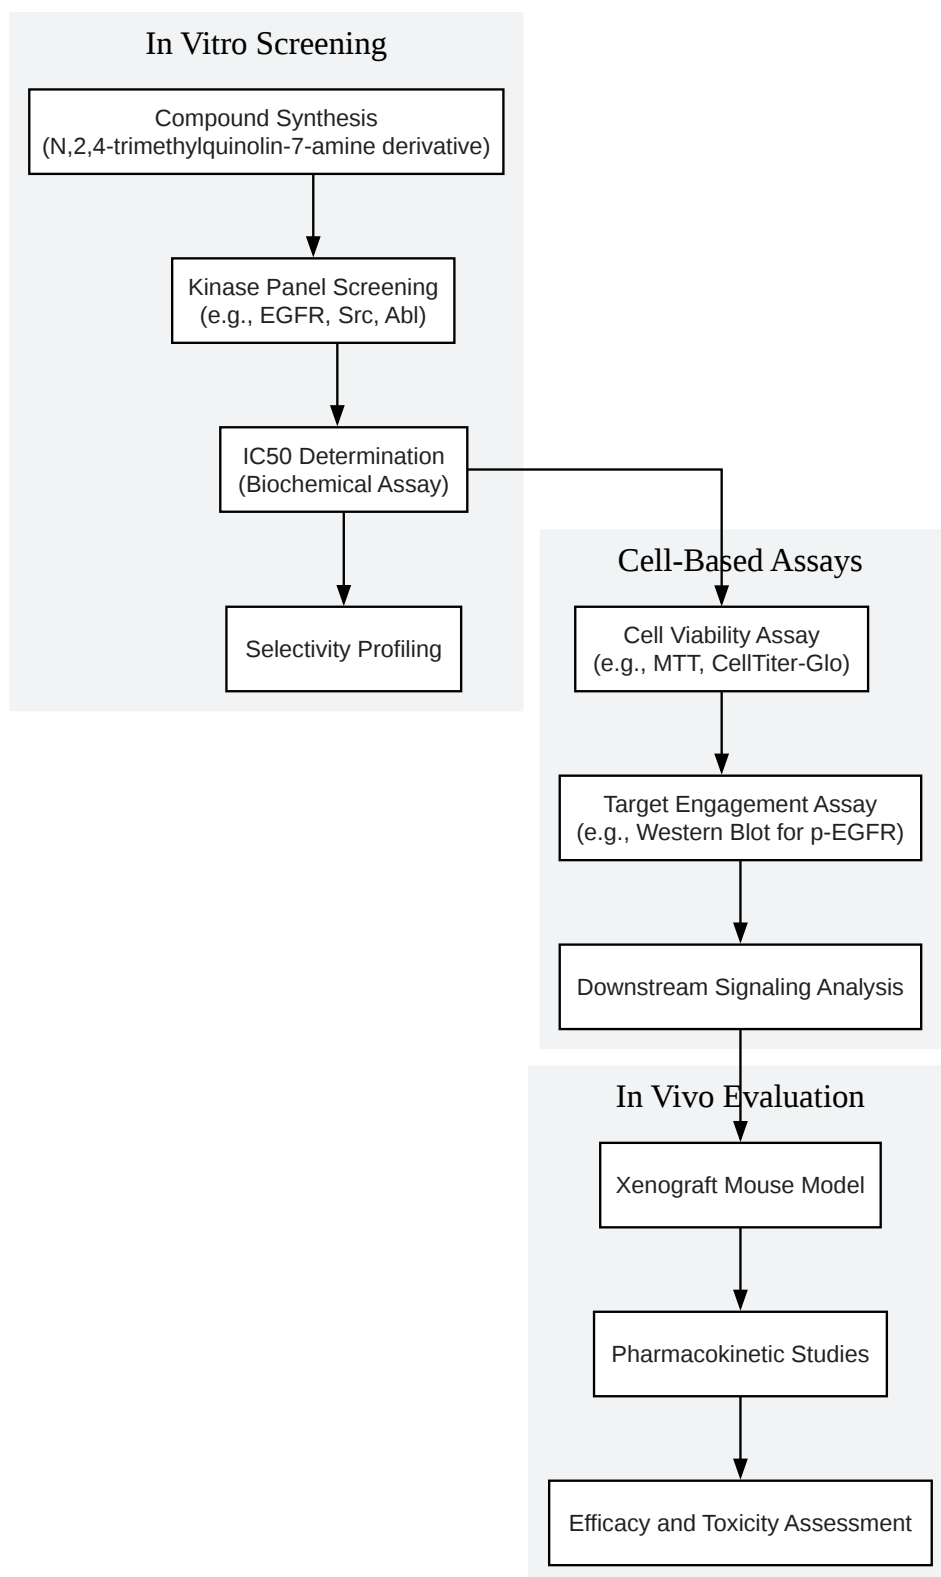 In Vitro Screening
Compound Synthesis
(N,2,4-trimethylquinolin-7-amine derivative)
Kinase Panel Screening
(e.g., EGFR, Src, Abl)
IC50 Determination
(Biochemical Assay)
Selectivity Profiling
Cell-Based Assays
Cell Viability Assay
(e.g., MTT, CellTiter-Glo)
Target Engagement Assay
(e.g., Western Blot for p-EGFR)
Downstream Signaling Analysis
In Vivo Evaluation
Xenograft Mouse Model
Pharmacokinetic Studies
Efficacy and Toxicity Assessment